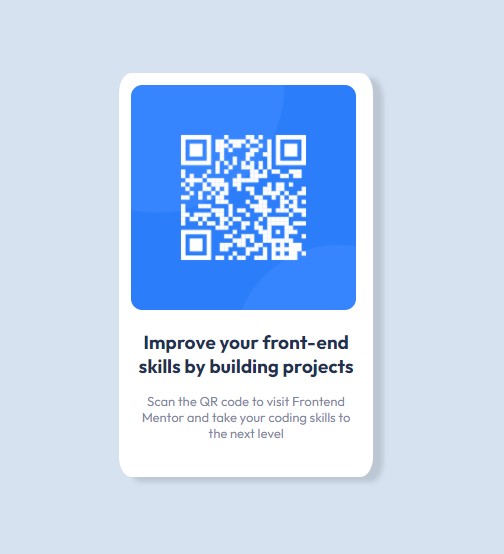 Improve your front-end
skills by building projects
Scan the QR code to visit Frontend
Mentor and take your coding skills to
the next level